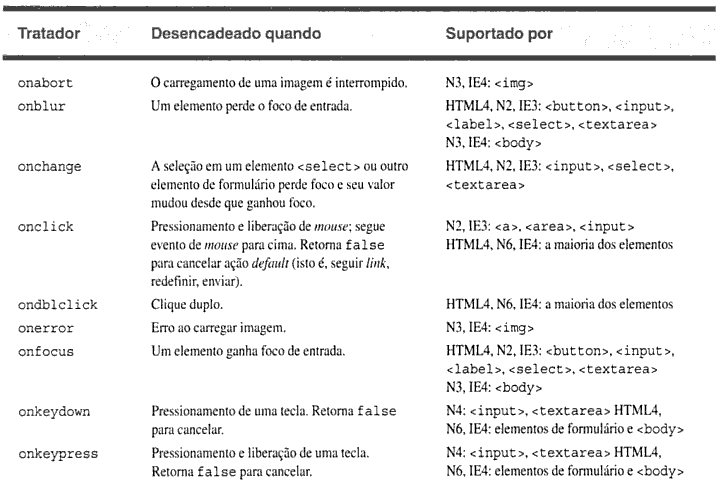 Tratador Desencadeado quando Suportado por
onabort O carregamento de uma imagem é interrompido. N3, IE4: <img>
onblur Um elemento perde o foco de entrada. HTML4, N2, IE3: <button>, <input>,
<label>, <select>, <textarea>
N3, IE4: <body>
onchange A seleção em um elemento <select> ou outro HTML4, N2, IE3: <input>, <select>,
elemento de formulário perde foco e seu valor <textarea>
mudou desde que ganhou foco.
onclick Pressionamento e liberação de mouse; segue N2, IE3: <a>, <area>, <input>
evento de mouse para cima. Retorna false HTML4, N6, IE4: a maioria dos elementos
para cancelar ação default (isto é, seguir link,
redefinir, enviar).
ondblclick Clique duplo. HTML4, N6, IE4: a maioria dos elementos
onerror Erro ao carregar imagem. N3, IE4: <img>
onfocus Um elemento ganha foco de entrada. HTML4, N2, IE3: <button>, <input>,
<label>, <select>, <textarea>
N3, IE4: <body>
onkeydown Pressionamento de uma tecla. Retorna false N4: <input>, <textarea> HTML4,
para cancelar. N6, IE4: elementos de formulário e <body>
onkeypress Pressionamento e liberação de uma tecla. N4: <input>, <textarea> HTML4,
Retorna false para cancelar. N6, IE4: elementos de formulário e <body>